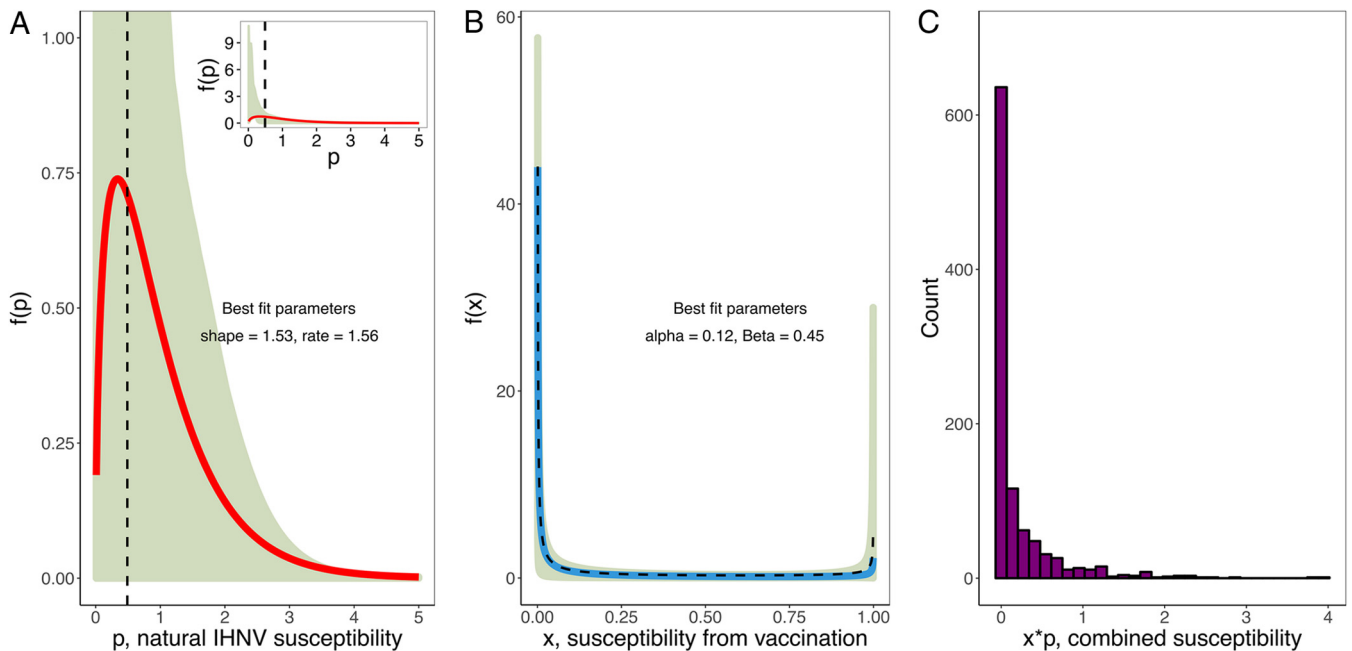 A
B
C
f(p)
1.00
0.75
0.50
0.25
0.00
0
1
2
3
4
5
p, natural IHNV susceptibility
Best fit parameters
shape = 1.53, rate = 1.56
f(p)
9
6
3
0
0
1
2
3
4
5
p
f(x)
60
40
20
0
0.00
0.25
0.50
0.75
1.00
x, susceptibility from vaccination
Best fit parameters
alpha = 0.12, Beta = 0.45
Count
600
400
200
0
0
1
2
3
4
x*p, combined susceptibility